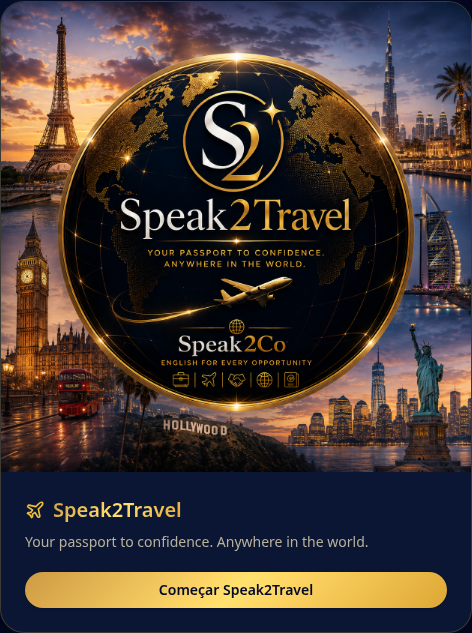 S2
Speak2Travel
YOUR PASSPORT TO CONFIDENCE.
ANYWHERE IN THE WORLD.
Speak2Co
ENGLISH FOR EVERY OPPORTUNITY
HOLLYWOOD
Speak2Travel
Your passport to confidence. Anywhere in the world.
Começar Speak2Travel